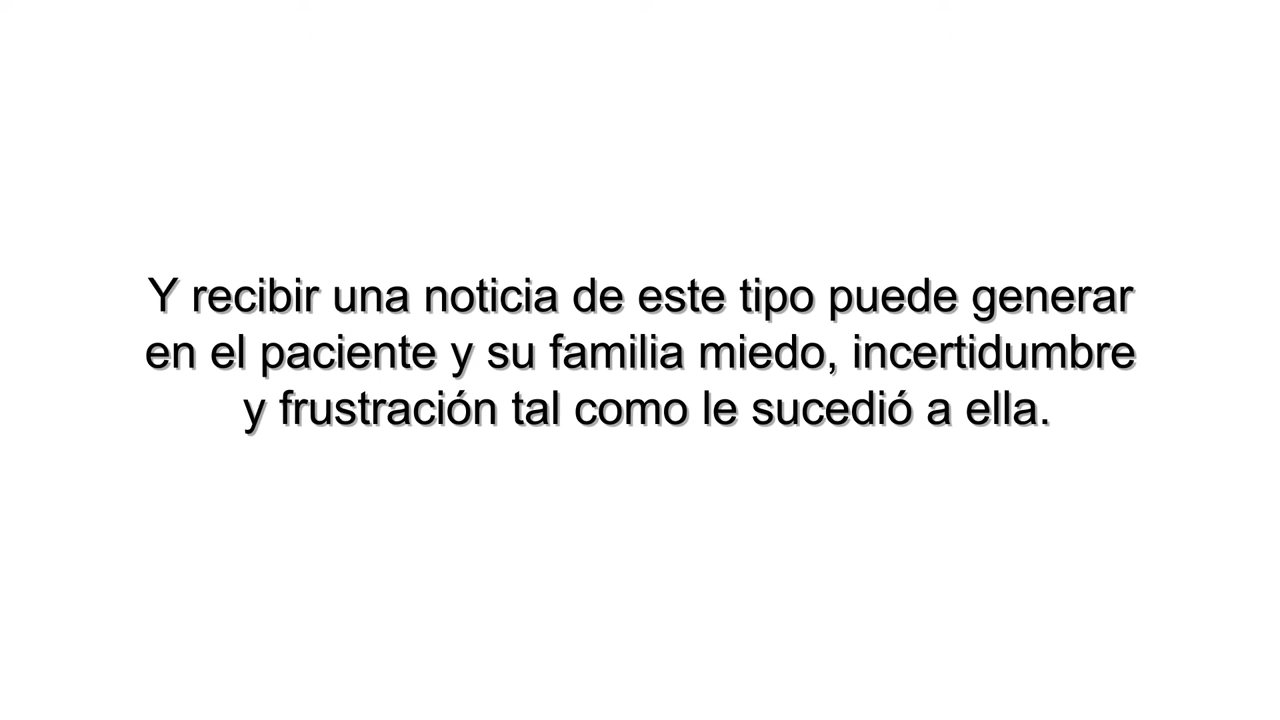 Y recibir una noticia de este tipo puede generar
en el paciente y su familia miedo, incertidumbre
y frustración tal como le sucedió a ella.